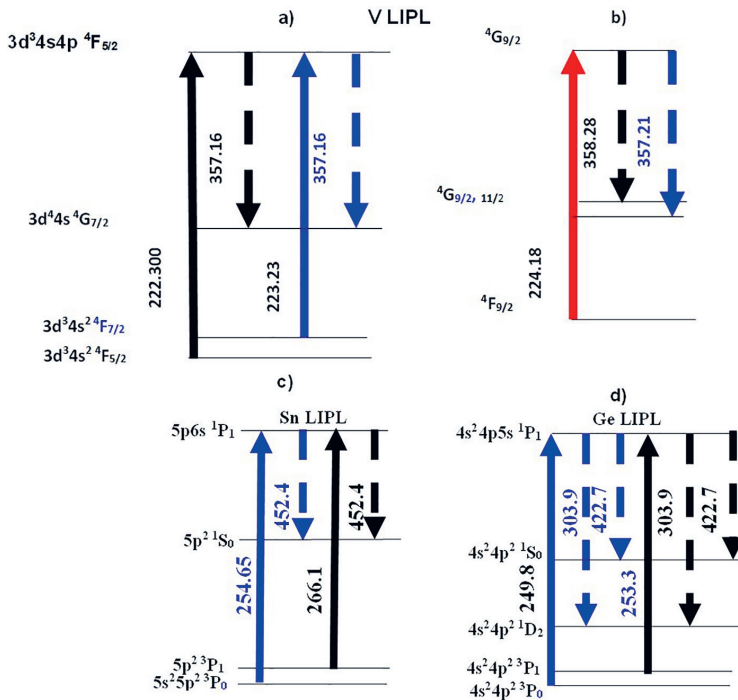 a) V LIPL b)
3d³4s4p ⁴F₅/₂
357.16
357.16
3d⁴4s ⁴G₇/₂
222.300
223.23
3d³4s² ⁴F₇/₂
3d³4s² ⁴F₅/₂
⁴G₉/₂
358.28
357.21
⁴G₉/₂, ₁₁/₂
224.18
⁴F₉/₂
c)
Sn LIPL
5p6s ¹P₁
452.4
452.4
5p² ¹S₀
254.65
266.1
5p² ³P₁
5s²5p² ³P₀
d)
Ge LIPL
4s²4p5s ¹P₁
303.9
422.7
303.9
422.7
4s²4p² ¹S₀
249.8
253.3
4s²4p² ¹D₂
4s²4p² ³P₁
4s²4p² ³P₀